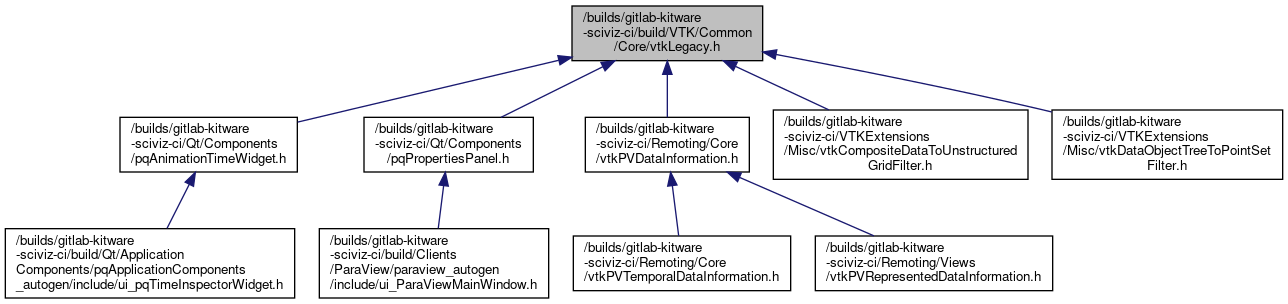 /builds/gitlab-kitware
-sciviz-ci/build/VTK/Common
/Core/vtkLegacy.h
/builds/gitlab-kitware
-sciviz-ci/Qt/Components
/pqAnimationTimeWidget.h
/builds/gitlab-kitware
-sciviz-ci/Qt/Components
/pqPropertiesPanel.h
/builds/gitlab-kitware
-sciviz-ci/Remoting/Core
/vtkPVDataInformation.h
/builds/gitlab-kitware
-sciviz-ci/VTKExtensions
/Misc/vtkCompositeDataToUnstructured
GridFilter.h
/builds/gitlab-kitware
-sciviz-ci/VTKExtensions
/Misc/vtkDataObjectTreeToPointSet
Filter.h
/builds/gitlab-kitware
-sciviz-ci/build/Qt/Application
Components/pqApplicationComponents
_autogen/include/ui_pqTimeInspectorWidget.h
/builds/gitlab-kitware
-sciviz-ci/build/Clients
/ParaView/paraview_autogen
/include/ui_ParaViewMainWindow.h
/builds/gitlab-kitware
-sciviz-ci/Remoting/Core
/vtkPVTemporalDataInformation.h
/builds/gitlab-kitware
-sciviz-ci/Remoting/Views
/vtkPVRepresentedDataInformation.h